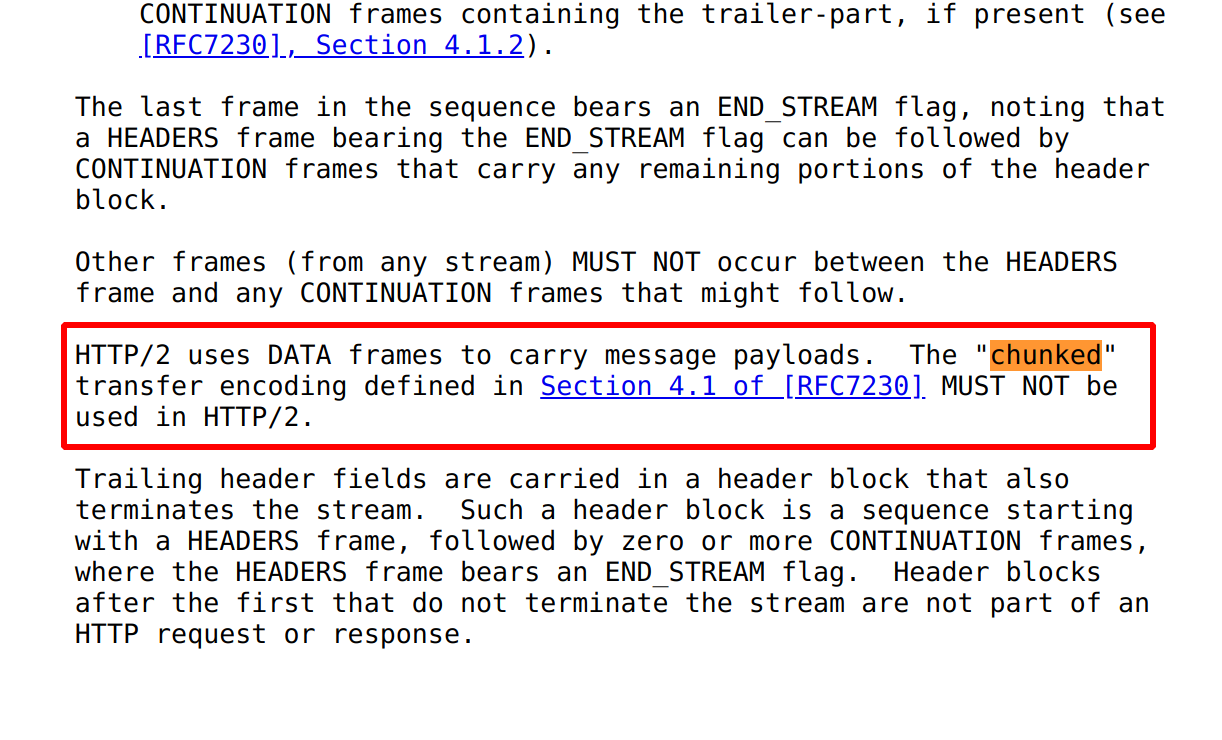 CONTINUATION frames containing the trailer-part, if present (see
[RFC7230], Section 4.1.2).
The last frame in the sequence bears an END_STREAM flag, noting that
a HEADERS frame bearing the END_STREAM flag can be followed by
CONTINUATION frames that carry any remaining portions of the header
block.
Other frames (from any stream) MUST NOT occur between the HEADERS
frame and any CONTINUATION frames that might follow.
HTTP/2 uses DATA frames to carry message payloads.  The "chunked"
transfer encoding defined in Section 4.1 of [RFC7230] MUST NOT be
used in HTTP/2.
Trailing header fields are carried in a header block that also
terminates the stream.  Such a header block is a sequence starting
with a HEADERS frame, followed by zero or more CONTINUATION frames,
where the HEADERS frame bears an END_STREAM flag.  Header blocks
after the first that do not terminate the stream are not part of an
HTTP request or response.